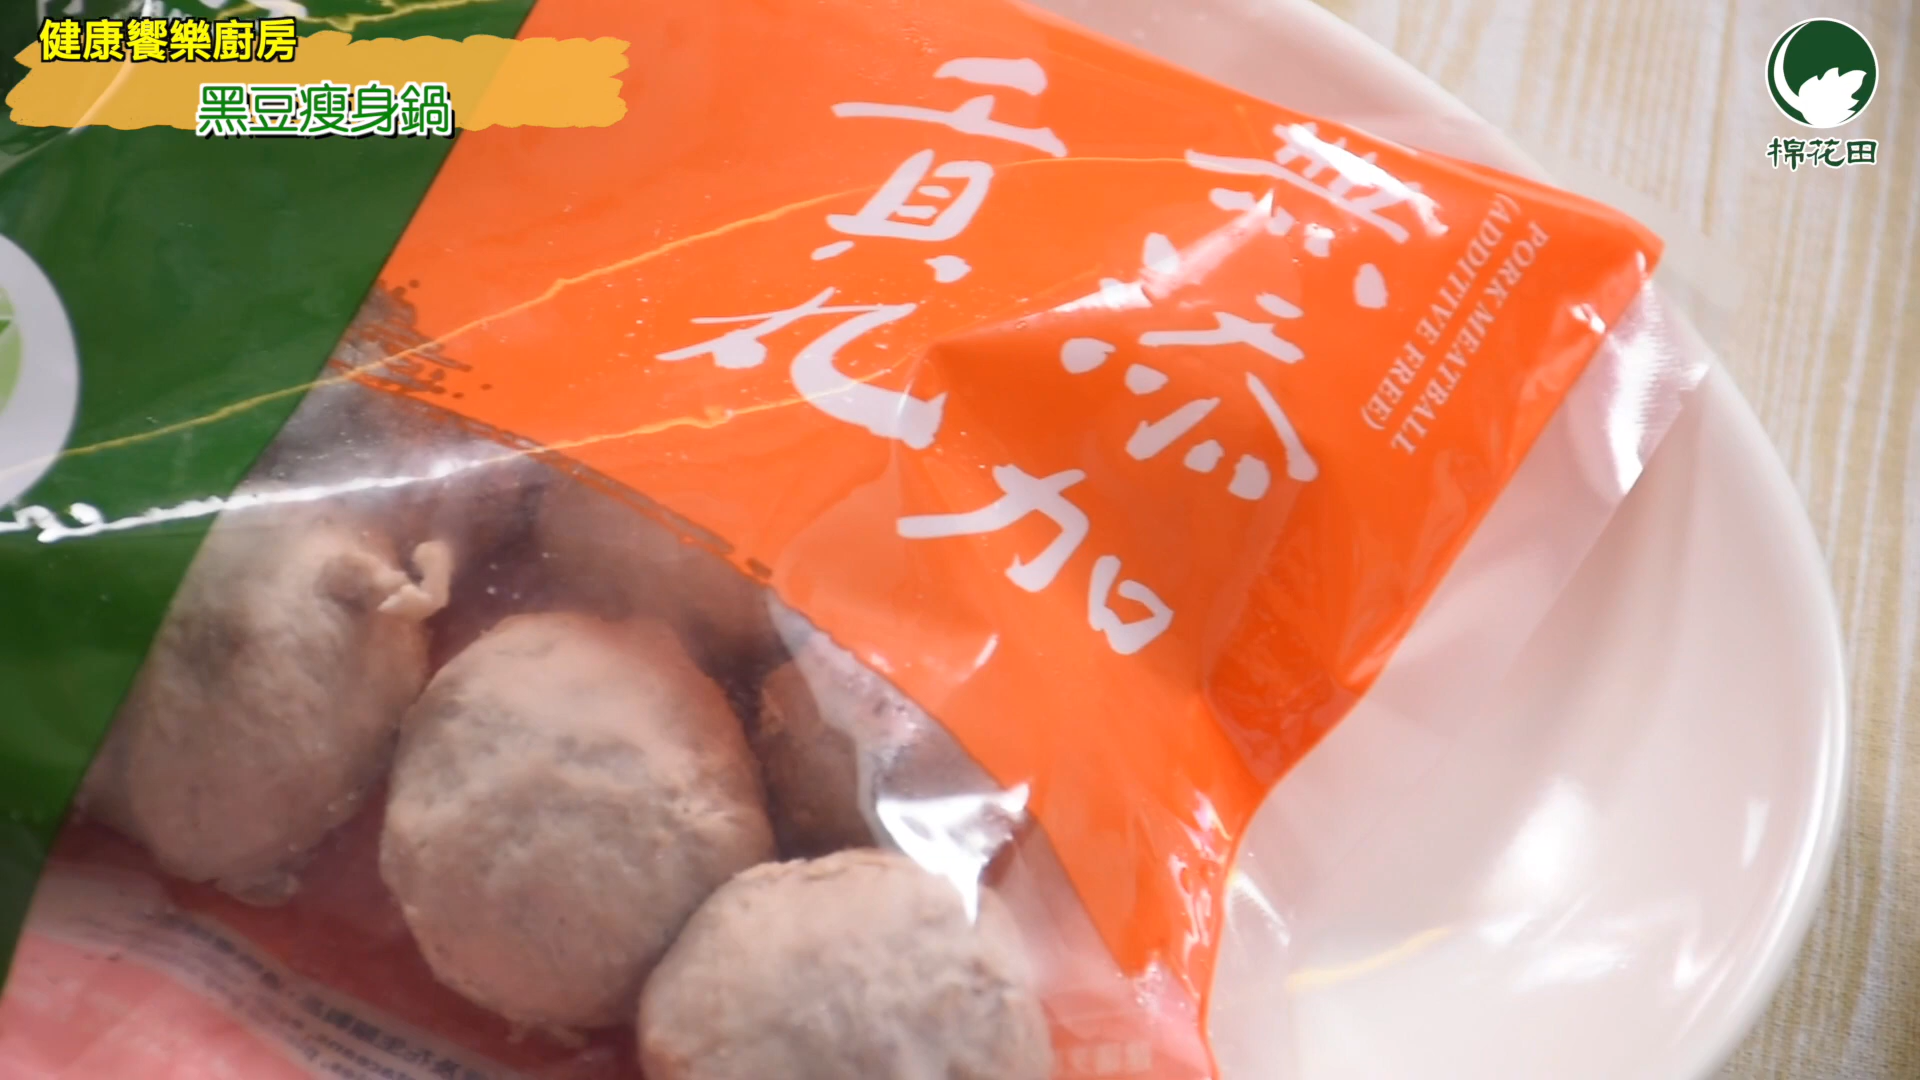 健康饗樂廚房
黑豆瘦身鍋
棉花田
無添加
貢丸
PORK MEATBALL
(ADDITIVE FREE)